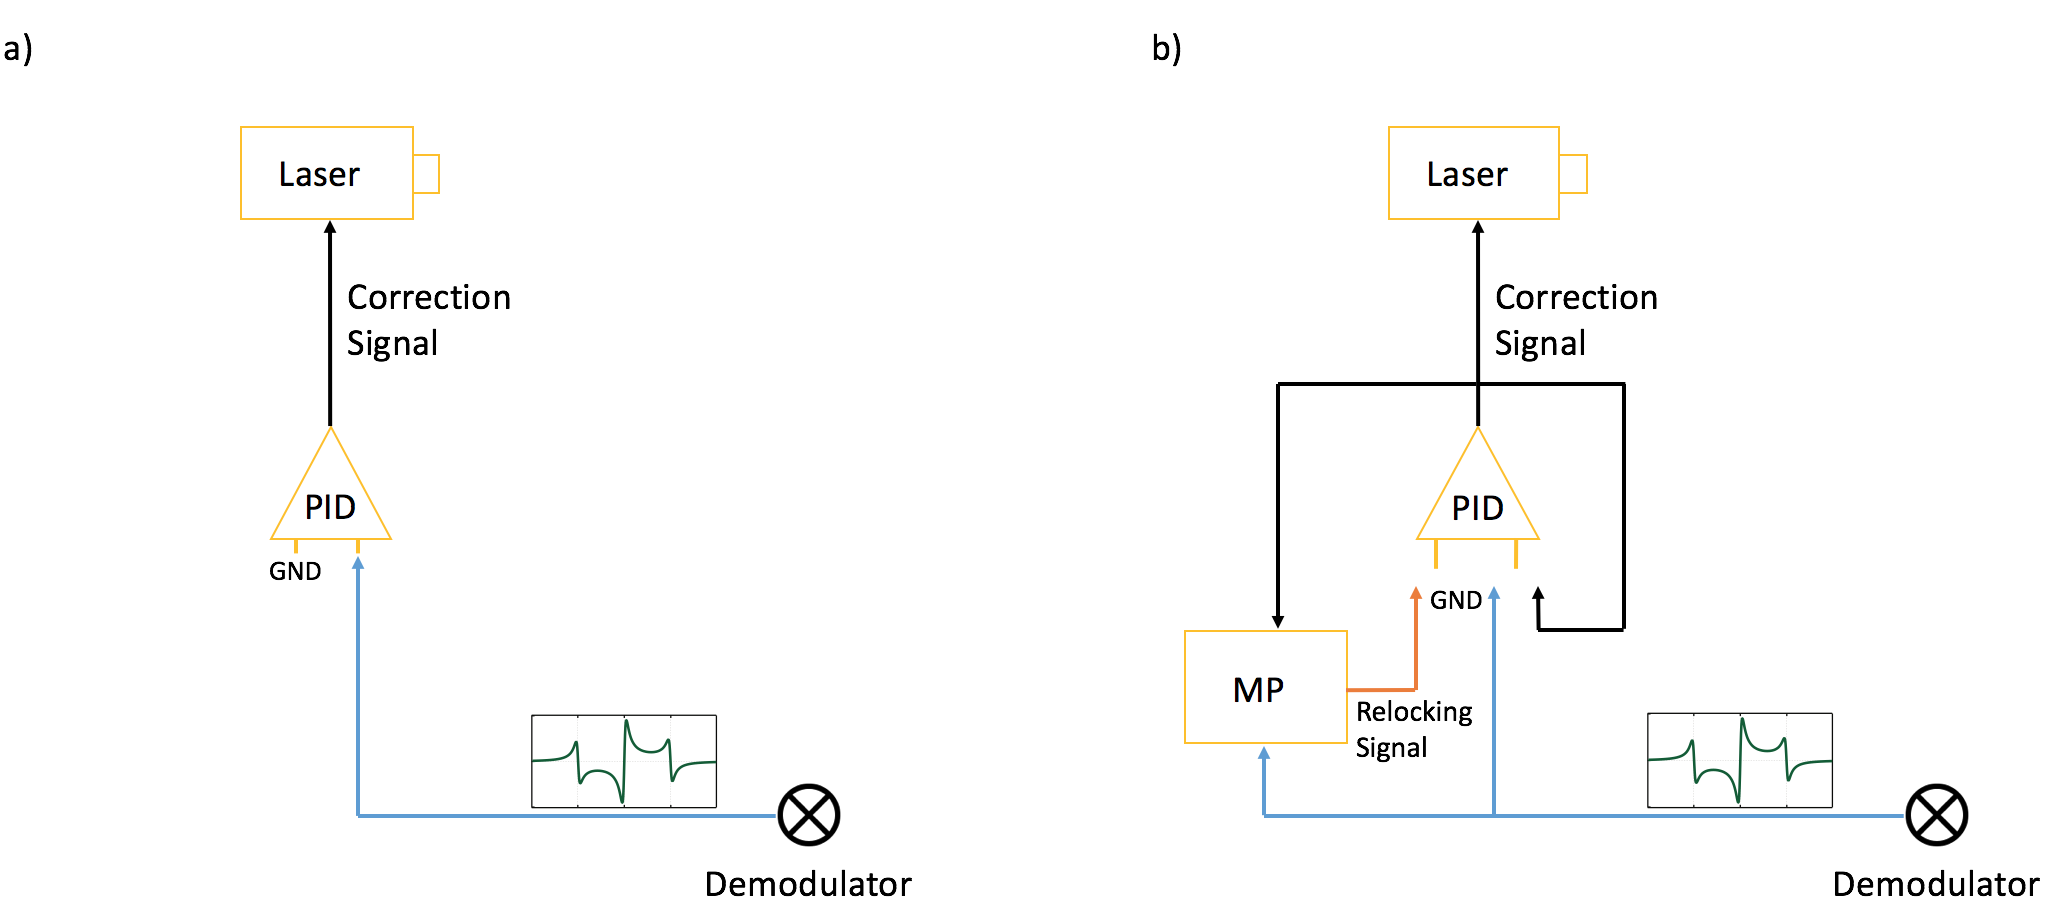 a)
Laser
Correction
Signal
PID
GND
Demodulator
b)
Laser
Correction
Signal
PID
GND
MP
Relocking
Signal
Demodulator